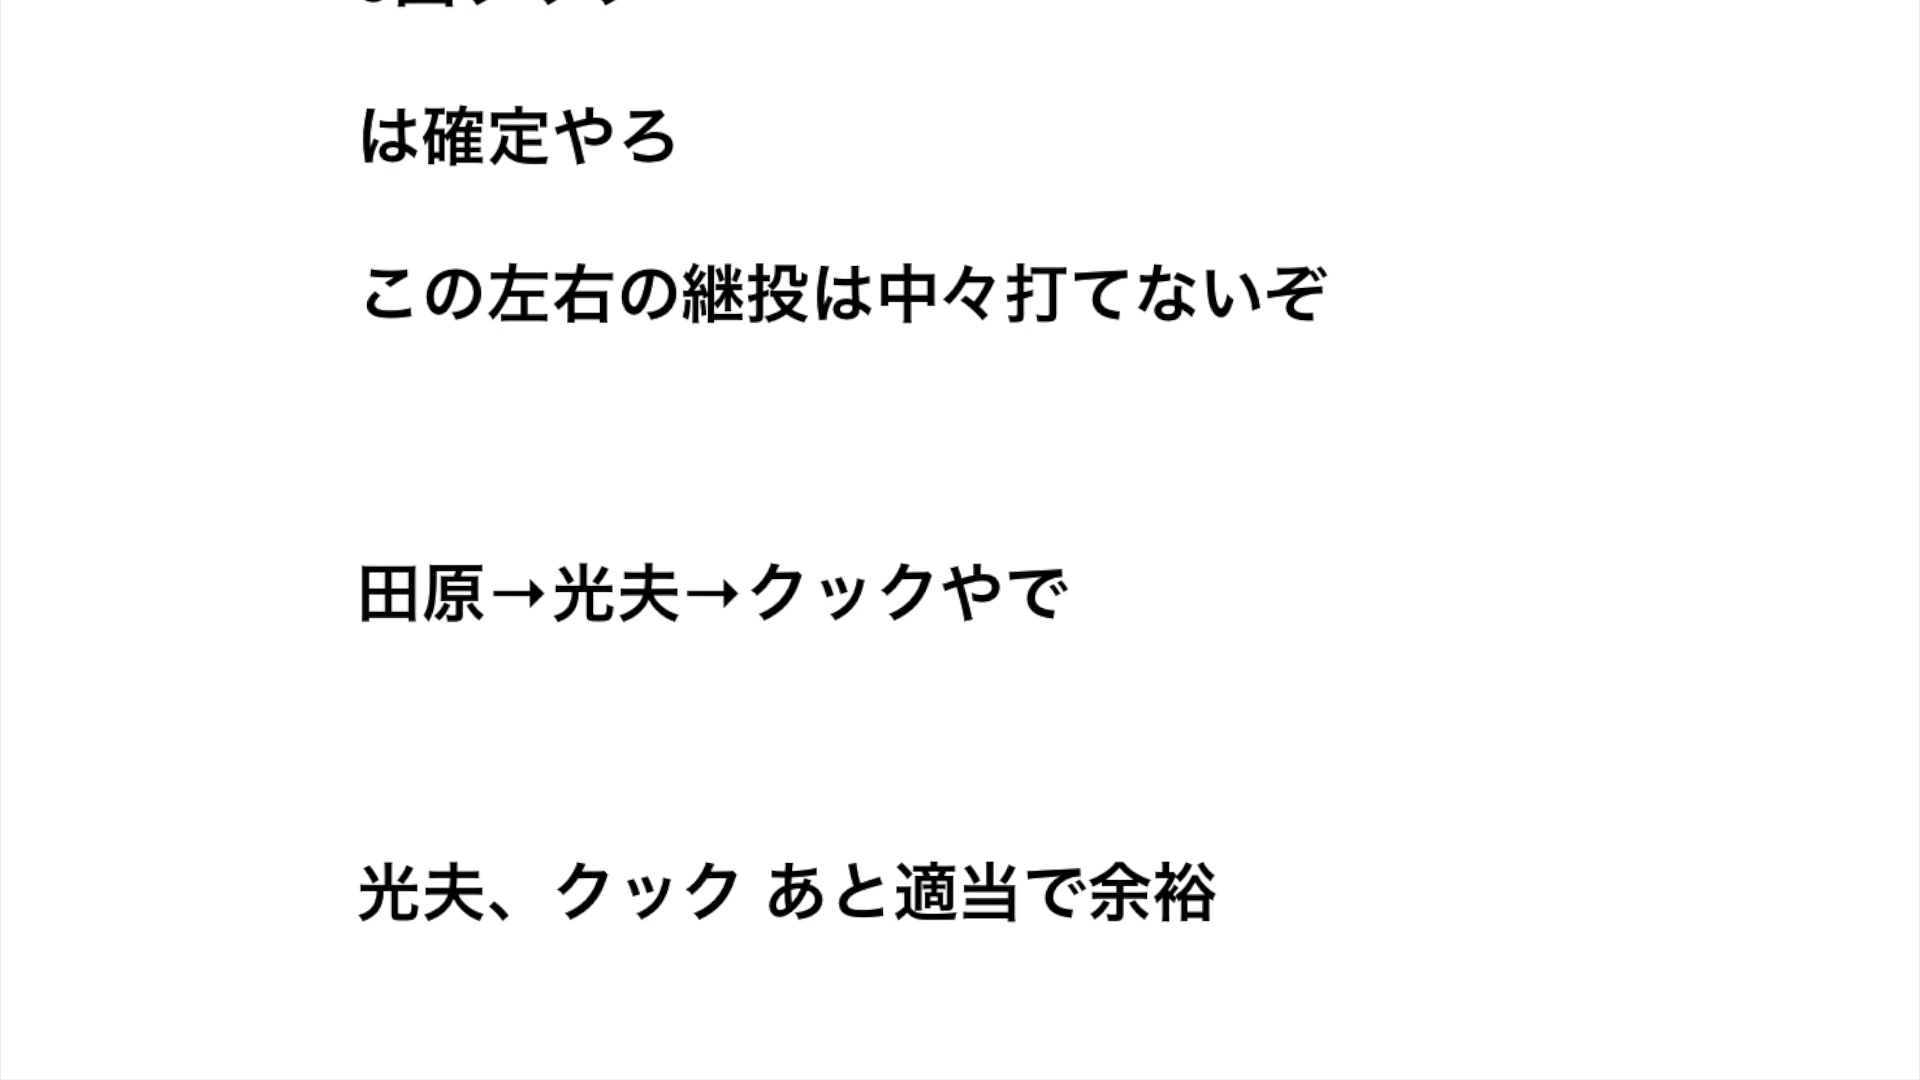 は確定やろ
この左右の継投は中々打てないぞ
田原→光夫→クックやで
光夫、クック あと適当で余裕